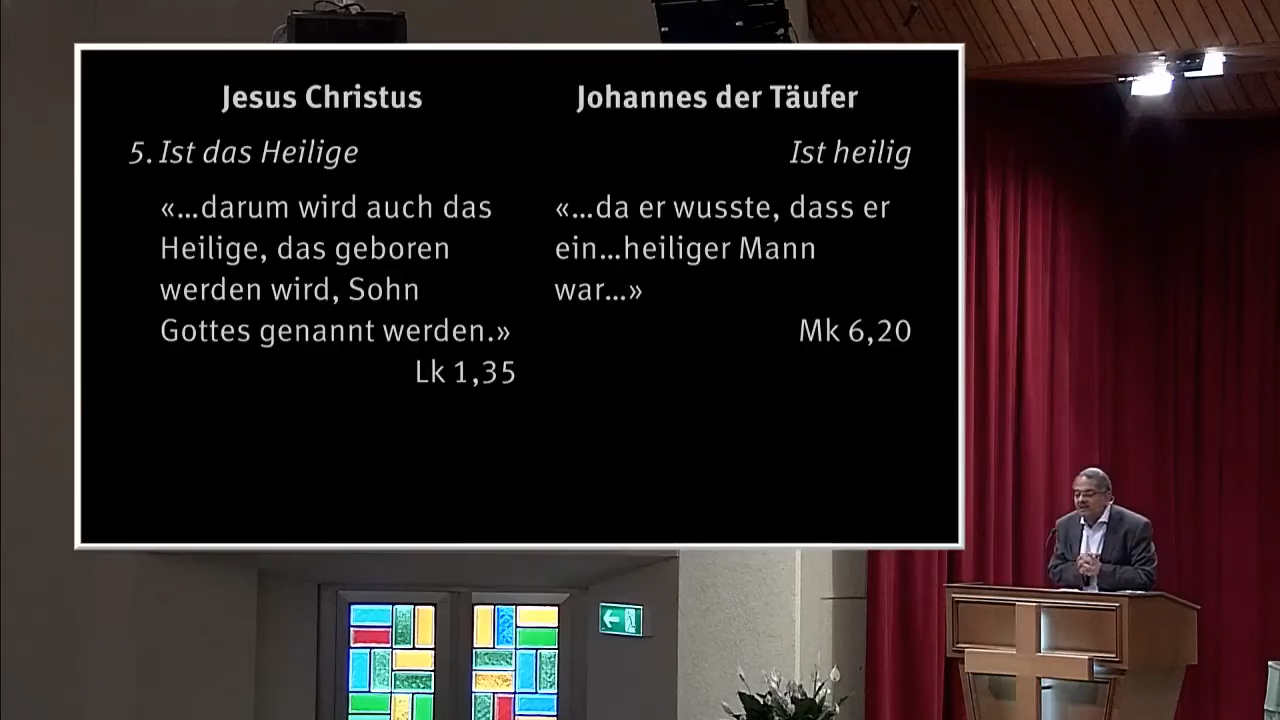 Jesus Christus
Johannes der Täufer
5. Ist das Heilige
Ist heilig
«...darum wird auch das
Heilige, das geboren
werden wird, Sohn
Gottes genannt werden.»
Lk 1,35
«...da er wusste, dass er
ein...heiliger Mann
war...»
Mk 6,20